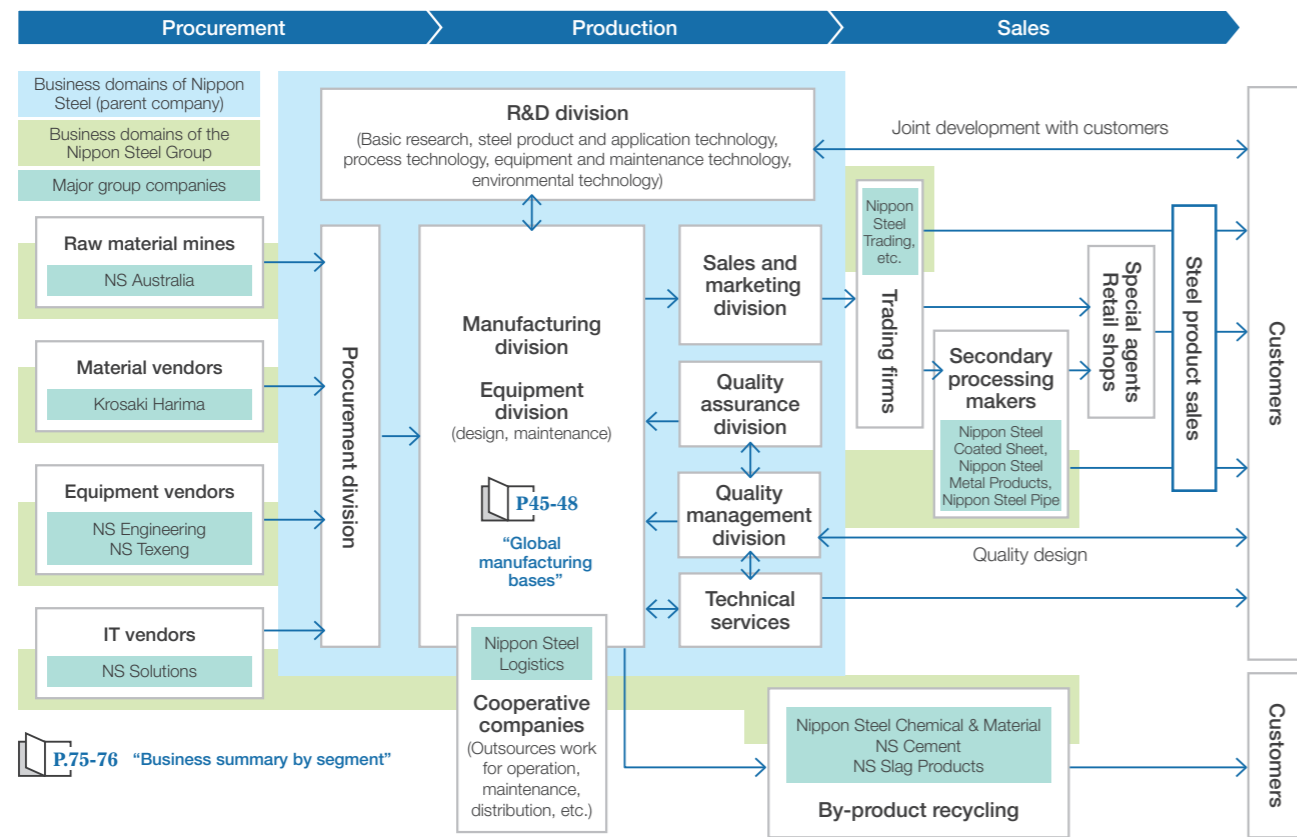 Procurement
Production
Sales
Business domains of Nippon
Steel (parent company)
Business domains of the
Nippon Steel Group
Major group companies
Raw material mines
NS Australia
Material vendors
Krosaki Harima
Equipment vendors
NS Engineering
NS Texeng
IT vendors
NS Solutions
P.75-76 “Business summary by segment”
Procurement division
R&D division
(Basic research, steel product and application technology,
process technology, equipment and maintenance technology,
environmental technology)
Manufacturing
division
Equipment
division
(design, maintenance)
P45-48
“Global
manufacturing
bases”
Nippon Steel
Logistics
Cooperative
companies
(Outsources work
for operation,
maintenance,
distribution, etc.)
Sales and
marketing
division
Quality
assurance
division
Quality
management
division
Technical
services
Joint development with customers
Nippon
Steel
Trading,
etc.
Trading firms
Secondary
processing
makers
Nippon Steel
Coated Sheet,
Nippon Steel
Metal Products,
Nippon Steel Pipe
Special agents
Retail shops
Steel product sales
Quality design
Customers
Nippon Steel Chemical & Material
NS Cement
NS Slag Products
By-product recycling
Customers